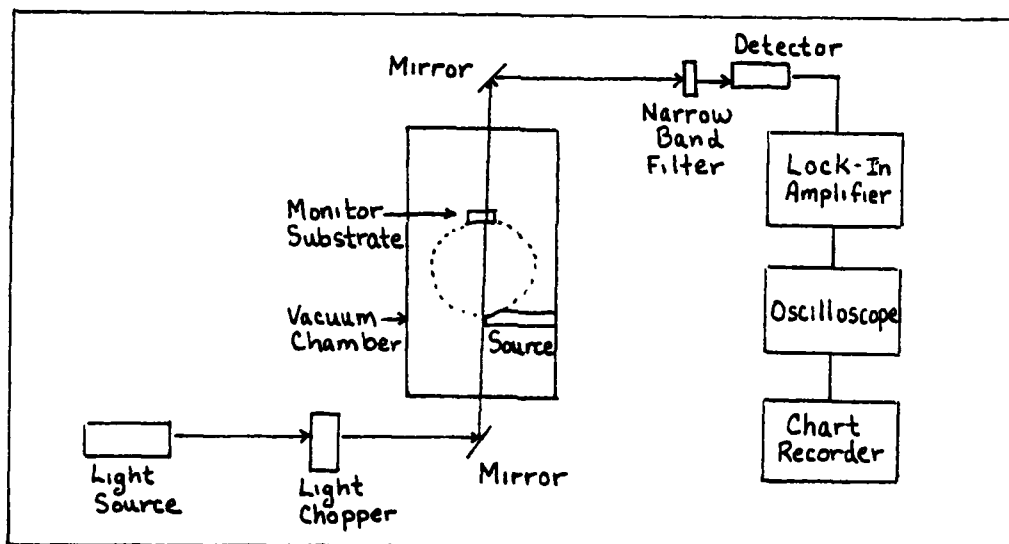 Detector
Mirror
Narrow
Band
Filter
Lock-In
Amplifier
Monitor
Substrate
Vacuum
Chamber
Source
Oscilloscope
Chart
Recorder
Light
Source
Light
Chopper
Mirror